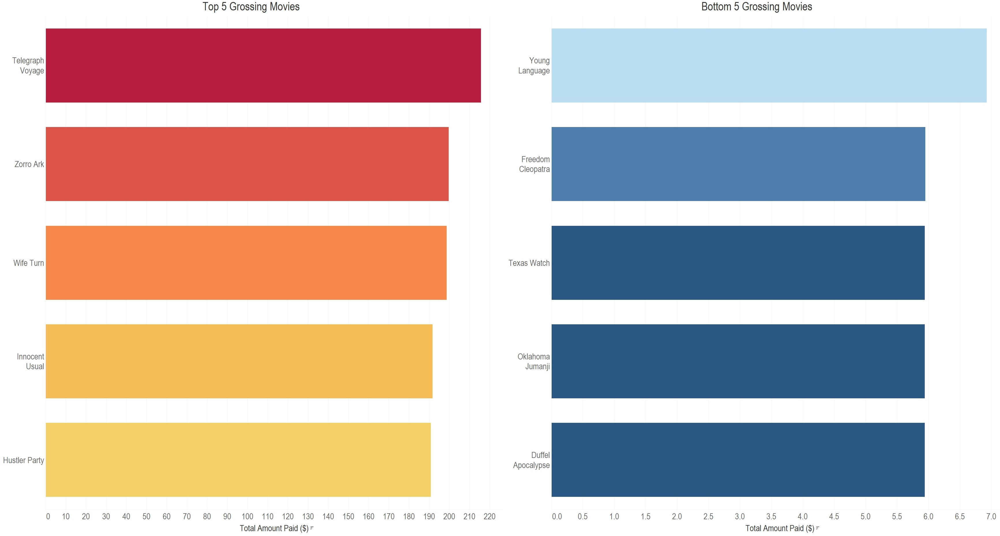 Top 5 Grossing Movies
Telegraph
Voyage
Zorro Ark
Wife Turn
Innocent
Usual
Hustler Party
0 10 20 30 40 50 60 70 80 90 100 110 120 130 140 150 160 170 180 190 200 210 220
Total Amount Paid ($)
Bottom 5 Grossing Movies
Young
Language
Freedom
Cleopatra
Texas Watch
Oklahoma
Jumanji
Duffel
Apocalypse
0.0 0.5 1.0 1.5 2.0 2.5 3.0 3.5 4.0 4.5 5.0 5.5 6.0 6.5 7.0
Total Amount Paid ($)